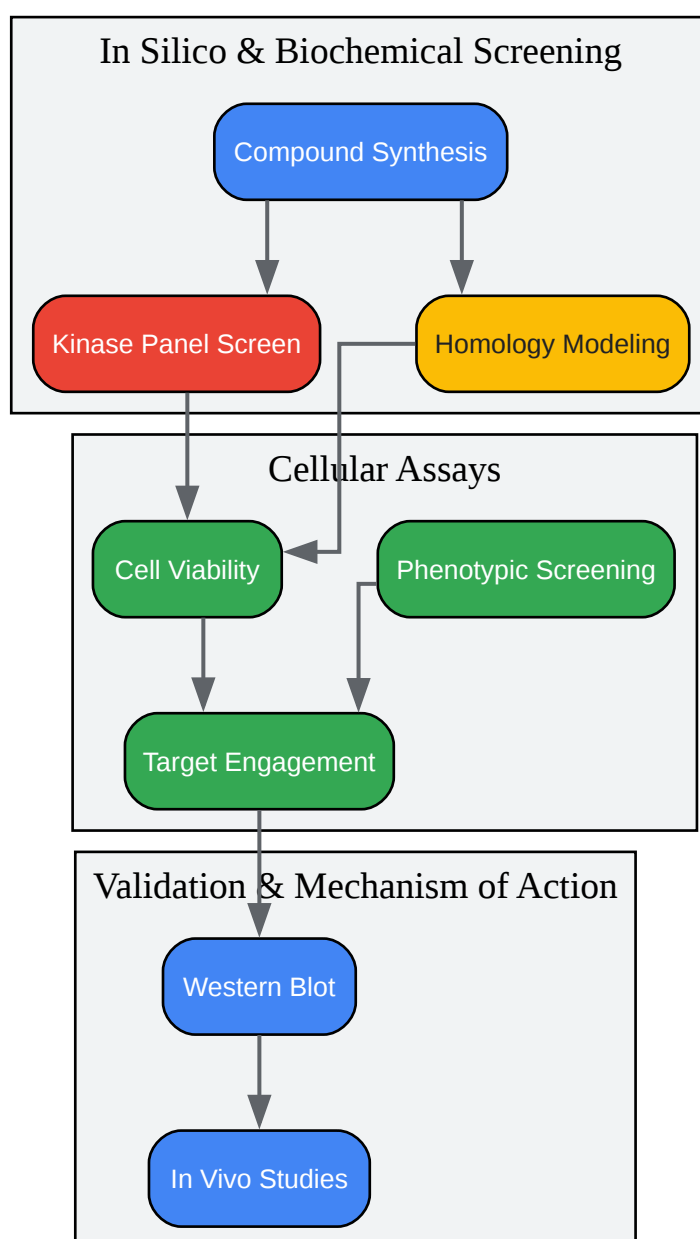 In Silico & Biochemical Screening
Compound Synthesis
Kinase Panel Screen
Homology Modeling
Cellular Assays
Cell Viability
Phenotypic Screening
Target Engagement
Validation & Mechanism of Action
Western Blot
In Vivo Studies